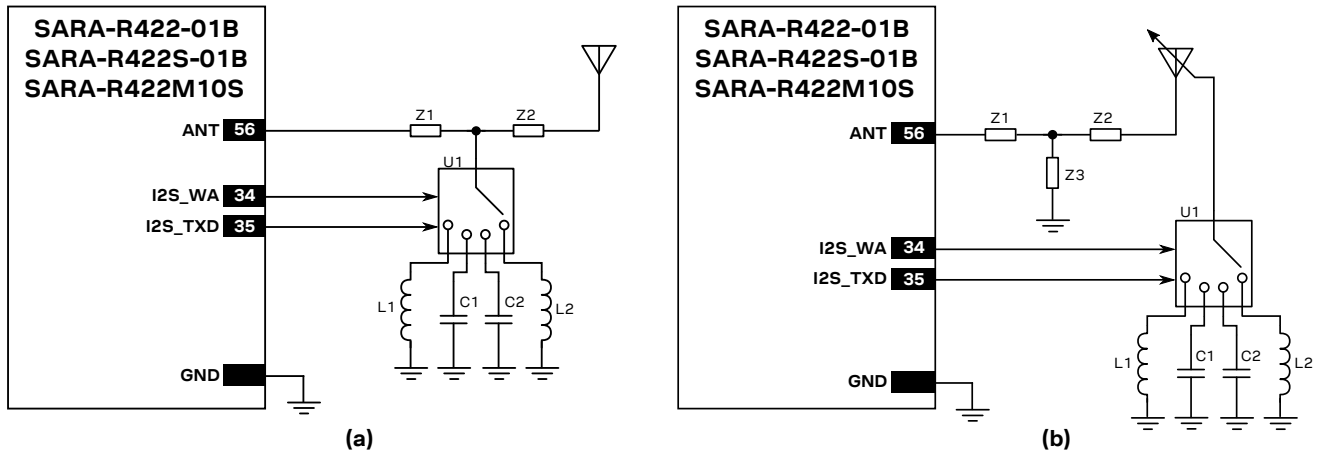 SARA-R422-01B
SARA-R422S-01B
SARA-R422M10S
ANT 56
Z1
Z2
U1
I2S_WA 34
I2S_TXD 35
L1
C1
C2
L2
GND
(a)
SARA-R422-01B
SARA-R422S-01B
SARA-R422M10S
ANT 56
Z1
Z2
Z3
U1
I2S_WA 34
I2S_TXD 35
L1
C1
C2
L2
GND
(b)